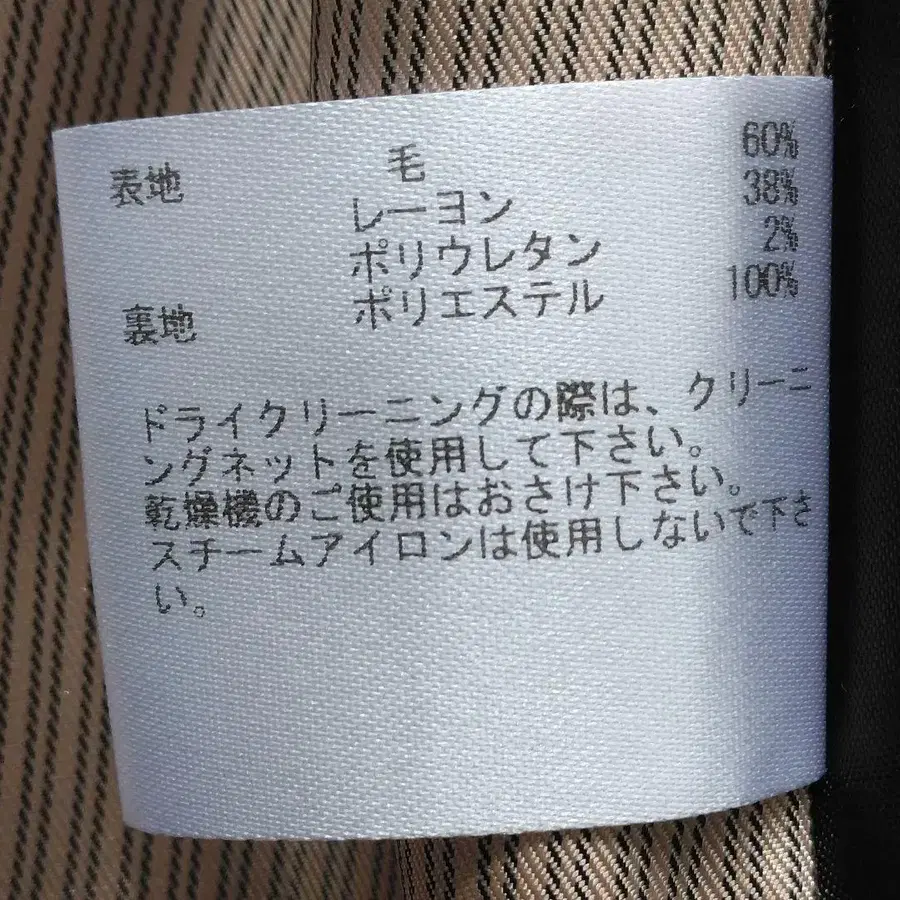 表地 毛 60%
レーヨン 38%
ポリウレタン 2%
裏地 ポリエステル 100%
ドライクリーニングの際は、クリーニ
ングネットを使用して下さい。
乾燥機のご使用はおさけ下さい。
スチームアイロンは使用しないで下さ
い。